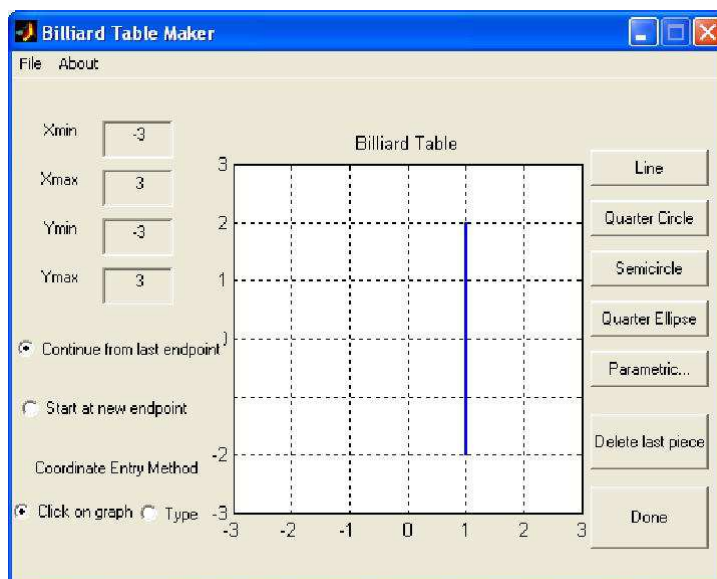 Billiard Table Maker
File About
Xmin -3
Xmax 3
Ymin -3
Ymax 3
Continue from last endpoint
Start at new endpoint
Coordinate Entry Method
Click on graph Type
Billiard Table
3
2
1
-2
-3
-3 -2 -1 0 1 2 3
Line
Quarter Circle
Semicircle
Quarter Ellipse
Parametric...
Delete last piece
Done